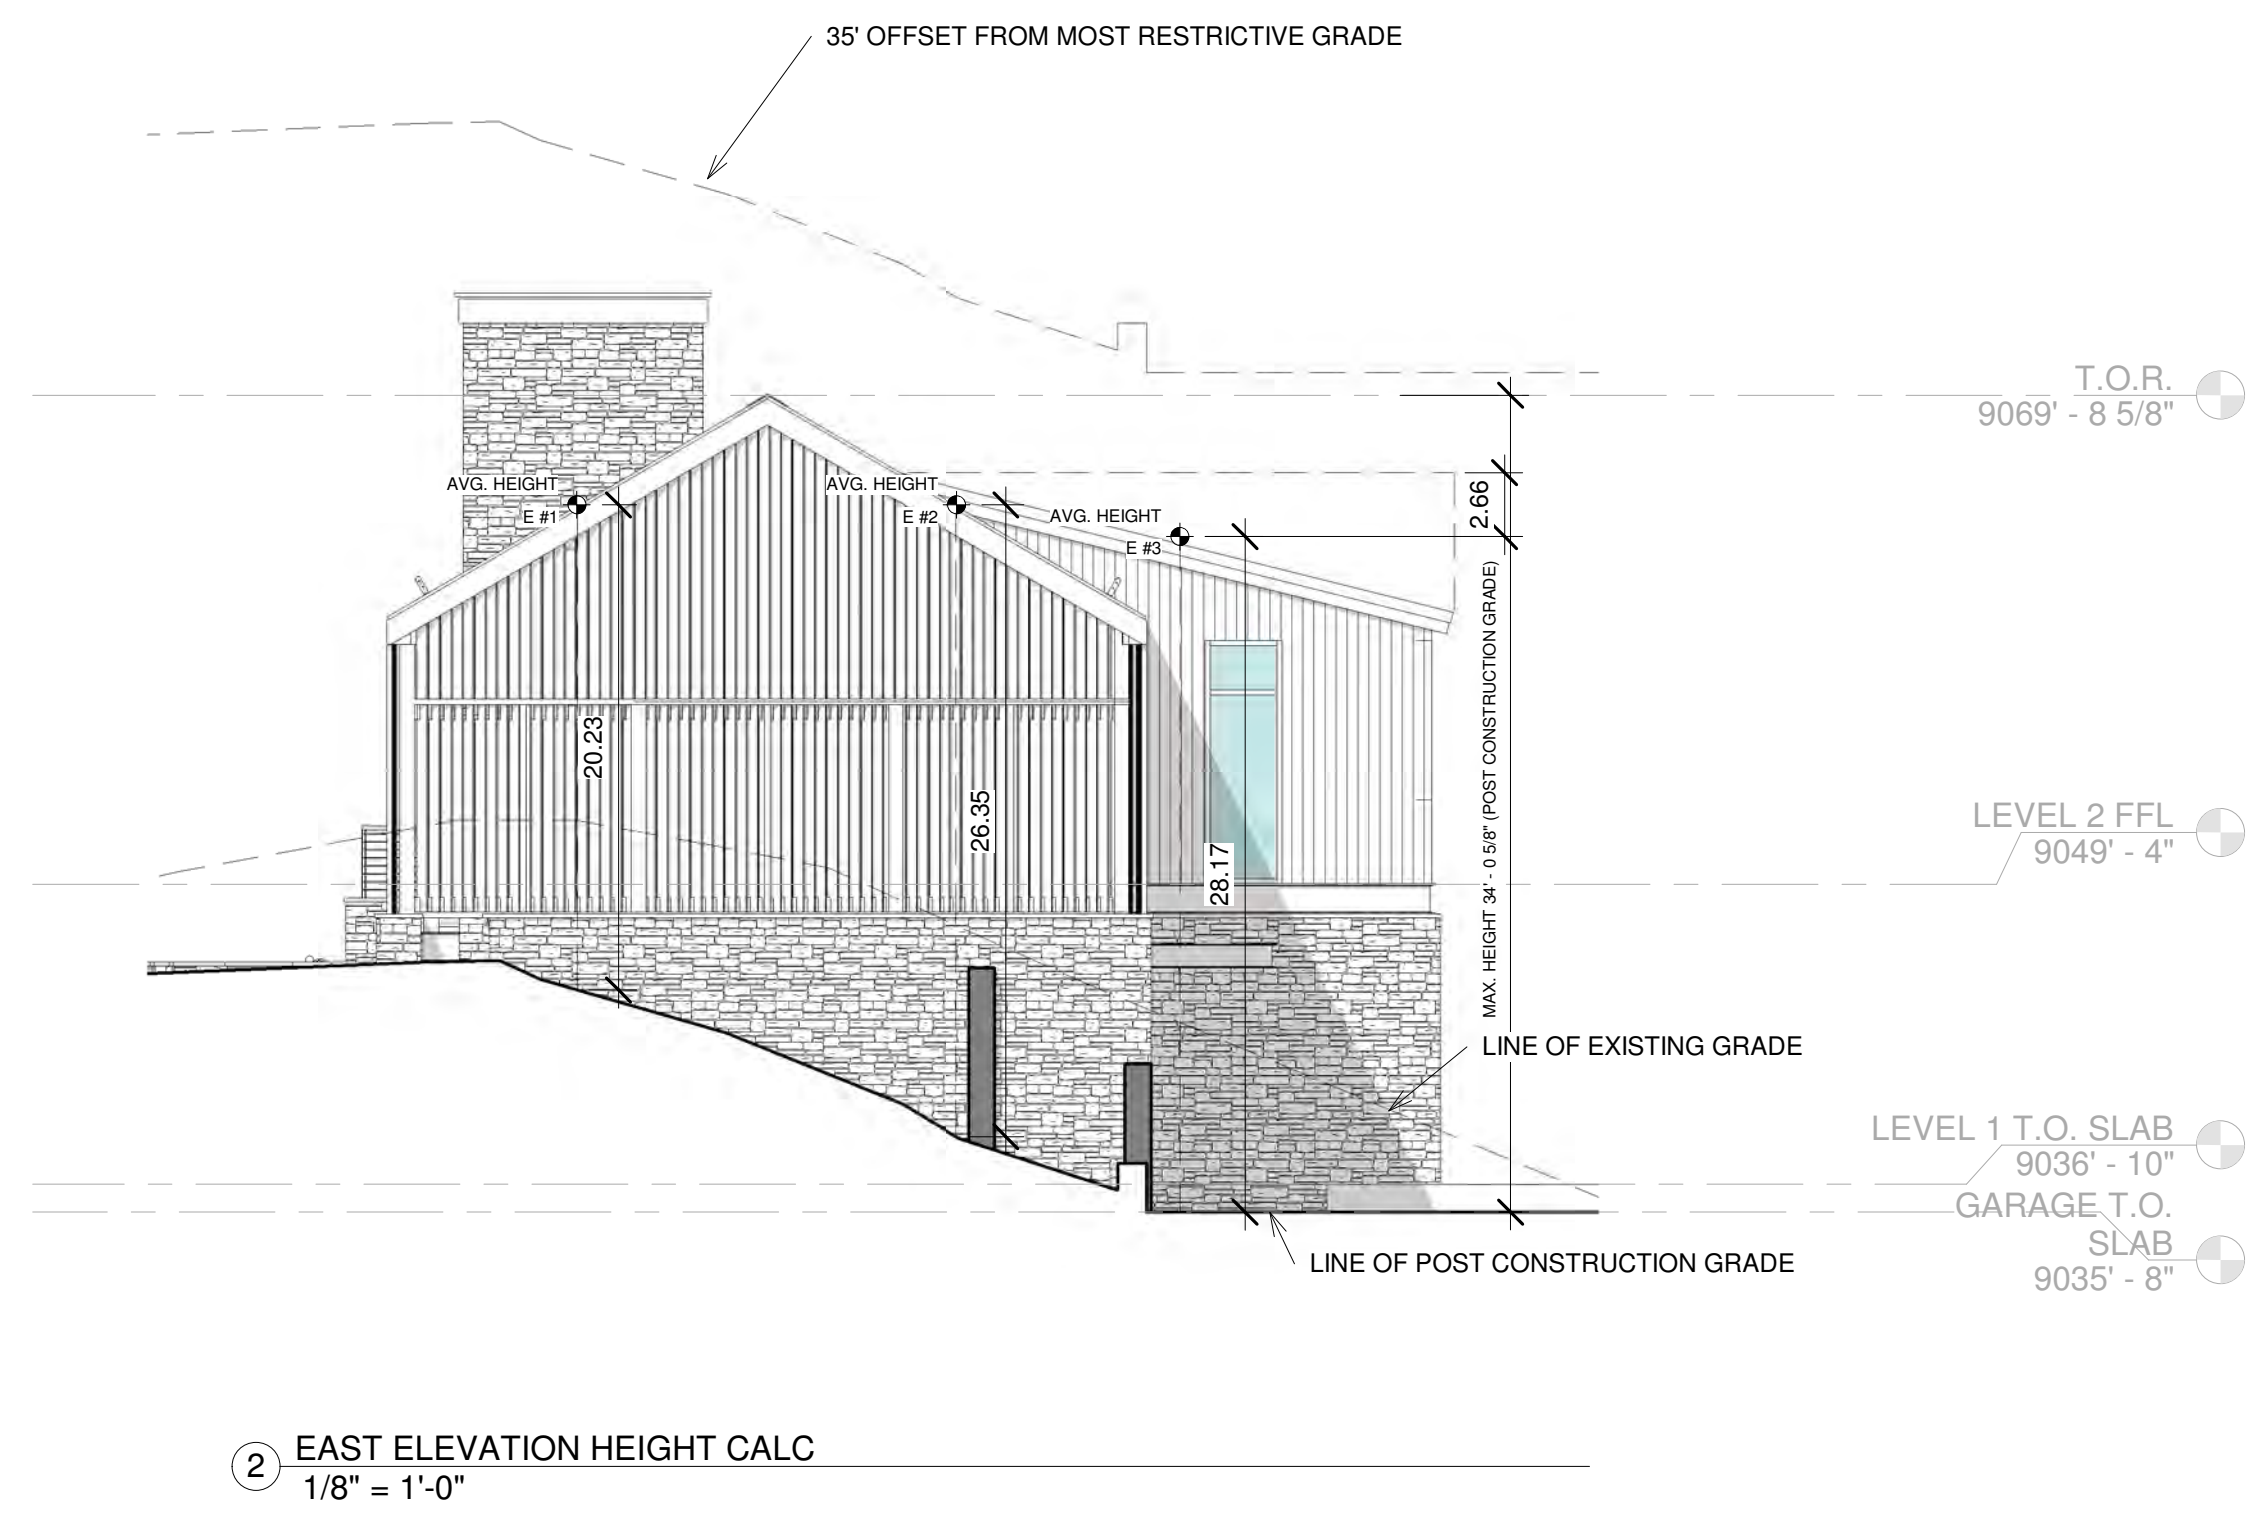 35' OFFSET FROM MOST RESTRICTIVE GRADE
T.O.R.
9069' - 8 5/8"
AVG. HEIGHT
E #1
AVG. HEIGHT
E #2
AVG. HEIGHT
E #3
2.66
20.23
26.35
28.17
MAX. HEIGHT 34' - 0 5/8" (POST CONSTRUCTION GRADE)
LEVEL 2 FFL
9049' - 4"
LINE OF EXISTING GRADE
LEVEL 1 T.O. SLAB
9036' - 10"
GARAGE T.O.
SLAB
9035' - 8"
LINE OF POST CONSTRUCTION GRADE
2
EAST ELEVATION HEIGHT CALC
1/8" = 1'-0"